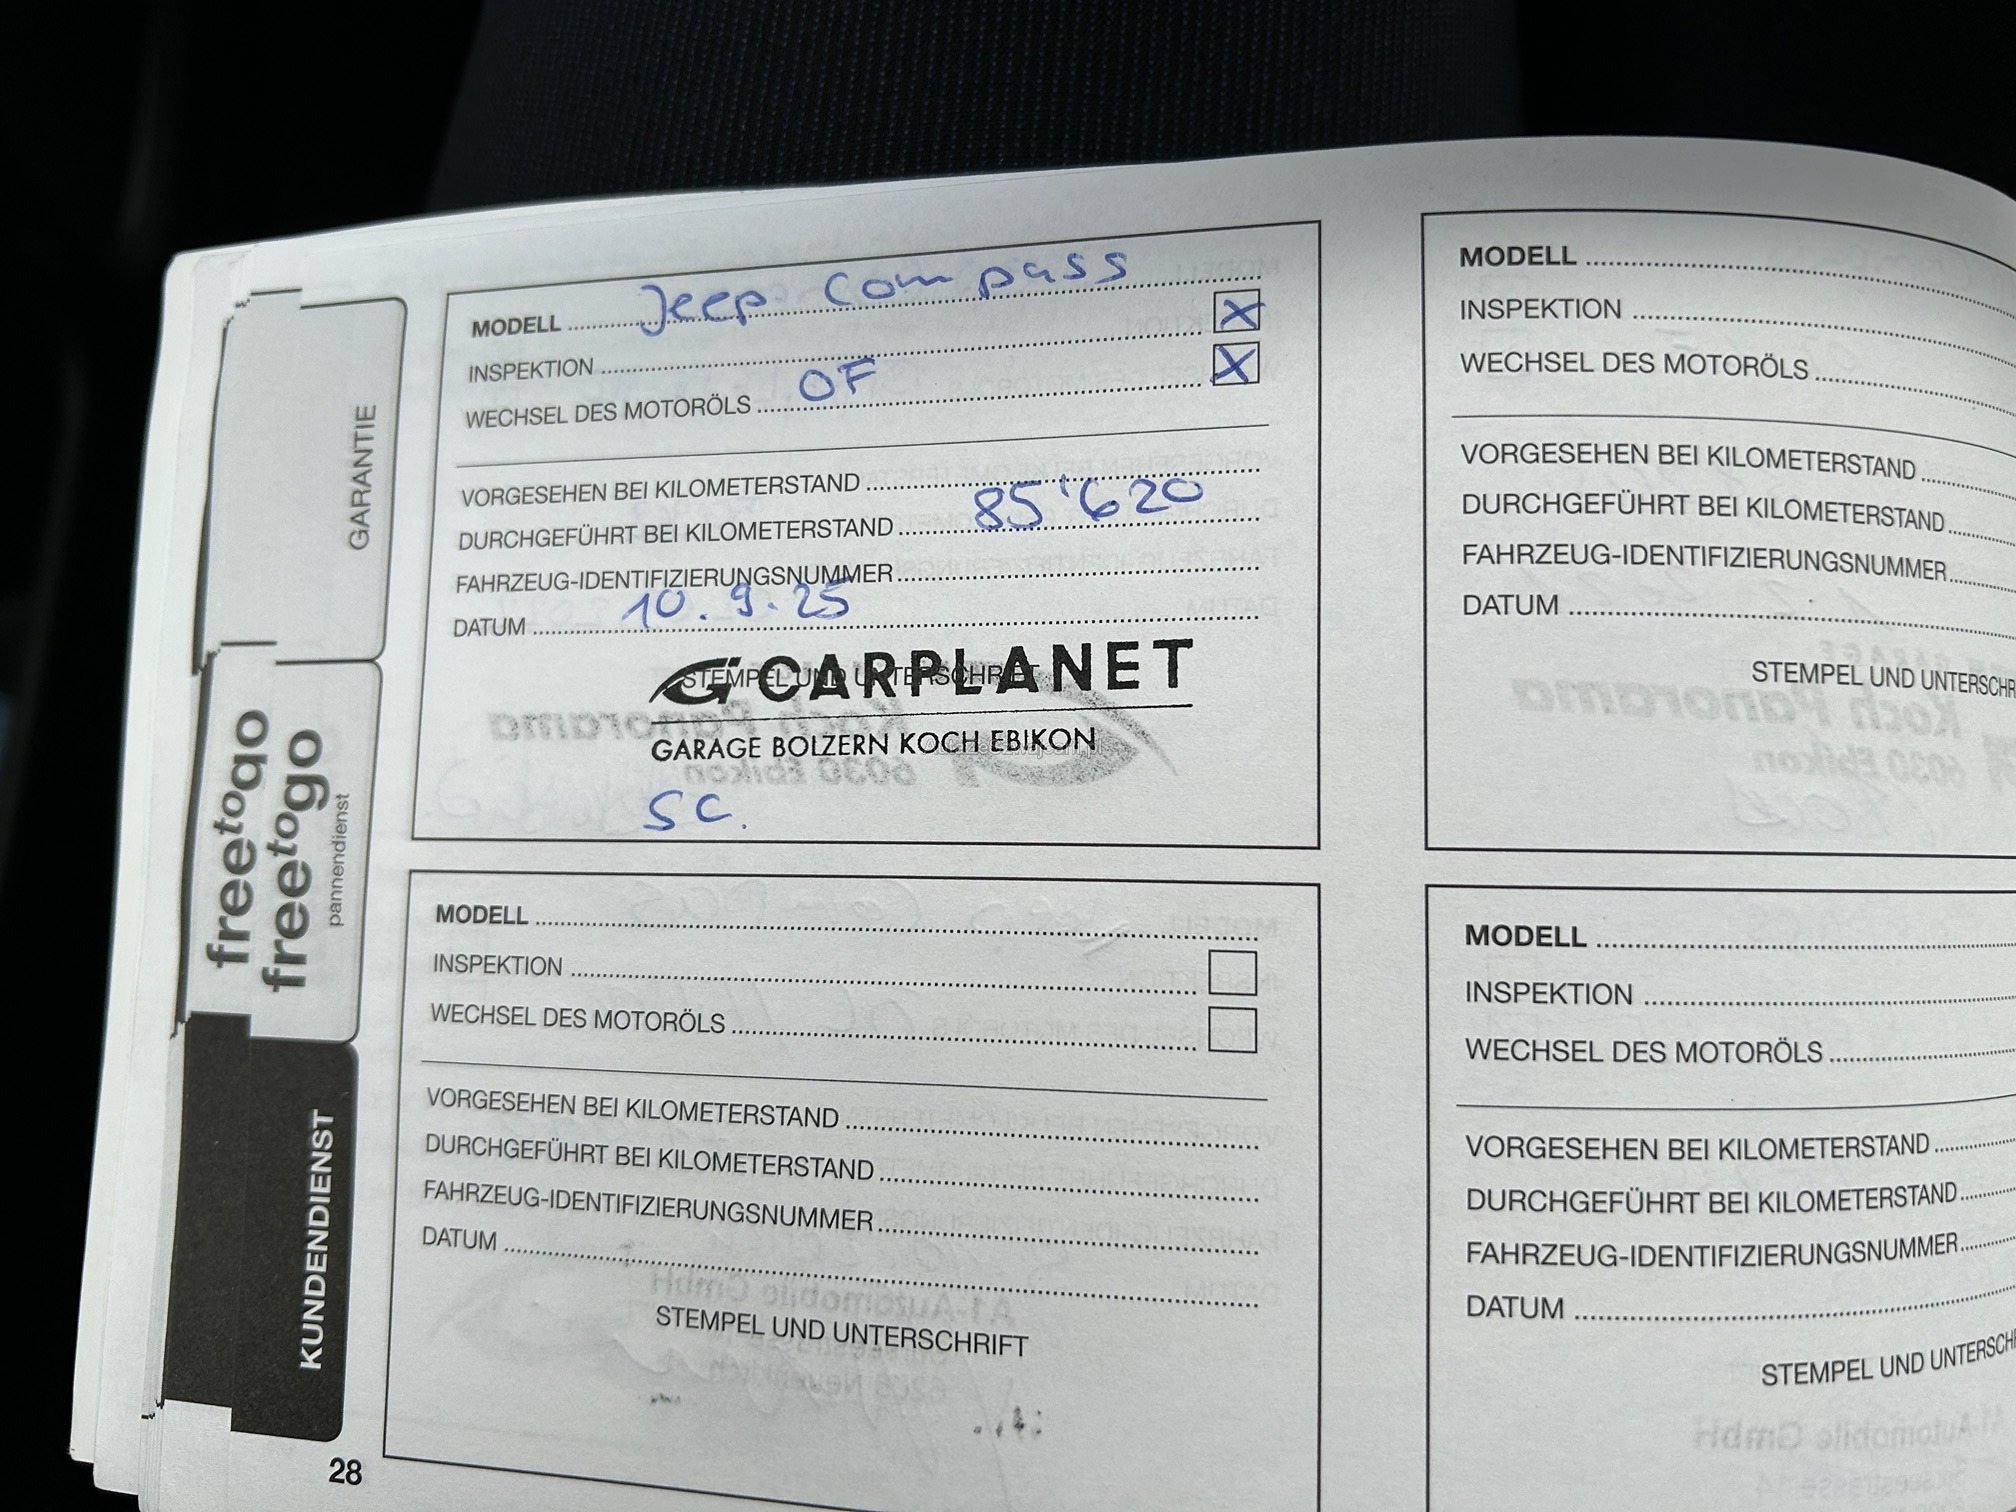 GARANTIE
freetogo
freetogo
pannendienst
KUNDENDIENST
MODELL Jeep Compass
INSPEKTION X
WECHSEL DES MOTORÖLS OF X
VORGESEHEN BEI KILOMETERSTAND
DURCHGEFÜHRT BEI KILOMETERSTAND 85'620
FAHRZEUG-IDENTIFIZIERUNGSNUMMER
DATUM 10.9.25
STEMPEL UND UNTERSCHRIFT
CARPLANET
GARAGE BOLZERN KOCH EBIKON
SC.
MODELL
INSPEKTION
WECHSEL DES MOTORÖLS
VORGESEHEN BEI KILOMETERSTAND
DURCHGEFÜHRT BEI KILOMETERSTAND
FAHRZEUG-IDENTIFIZIERUNGSNUMMER
DATUM
STEMPEL UND UNTERSCHRIFT
28
MODELL
INSPEKTION
WECHSEL DES MOTORÖLS
VORGESEHEN BEI KILOMETERSTAND
DURCHGEFÜHRT BEI KILOMETERSTAND
FAHRZEUG-IDENTIFIZIERUNGSNUMMER
DATUM
STEMPEL UND UNTERSCHR
MODELL
INSPEKTION
WECHSEL DES MOTORÖLS
VORGESEHEN BEI KILOMETERSTAND
DURCHGEFÜHRT BEI KILOMETERSTAND
FAHRZEUG-IDENTIFIZIERUNGSNUMMER
DATUM
STEMPEL UND UNTERSCH